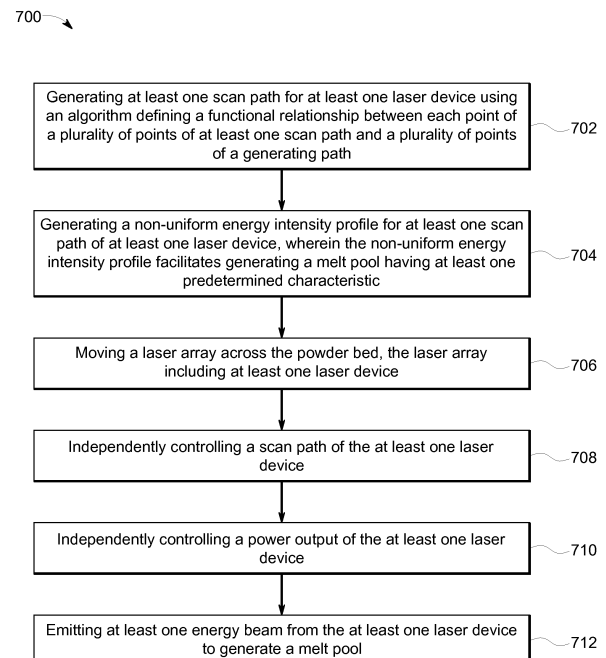 700
Generating at least one scan path for at least one laser device using
an algorithm defining a functional relationship between each point of
a plurality of points of at least one scan path and a plurality of points
of a generating path
702
Generating a non-uniform energy intensity profile for at least one scan
path of at least one laser device, wherein the non-uniform energy
intensity profile facilitates generating a melt pool having at least one
predetermined characteristic
704
Moving a laser array across the powder bed, the laser array
including at least one laser device
706
Independently controlling a scan path of the at least one laser
device
708
Independently controlling a power output of the at least one laser
device
710
Emitting at least one energy beam from the at least one laser device
to generate a melt pool
712